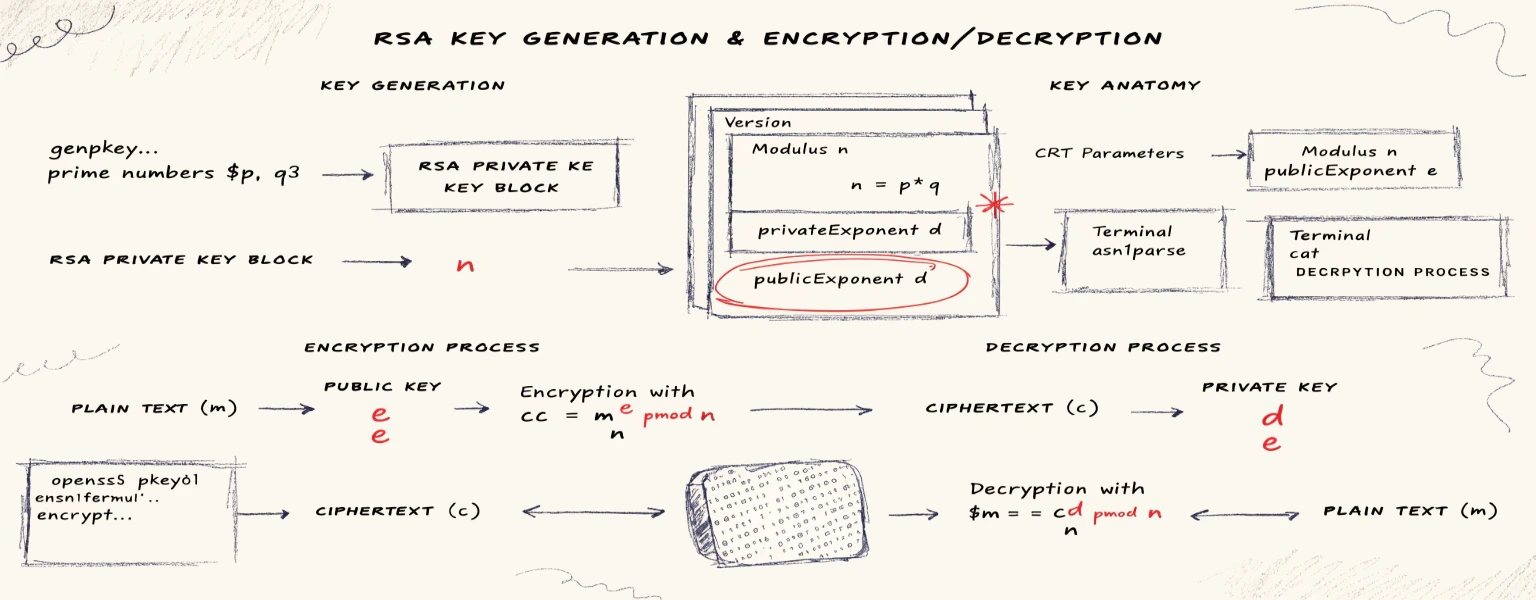 RSA KEY GENERATION & ENCRYPTION/DECRYPTION
KEY GENERATION
genpkey...
prime numbers $p, q3
RSA PRIVATE KE
KEY BLOCK
RSA PRIVATE KEY BLOCK
n
Version
Modulus n
n = p*q
privateExponent d
publicExponent d
KEY ANATOMY
CRT Parameters
Modulus n
publicExponent e
Terminal
asn1parse
Terminal
cat
DECRPYTION PROCESS
ENCRYPTION PROCESS
PLAIN TEXT (m)
PUBLIC KEY
e
e
Encryption with
cc = m e pmod n
n
DECRYPTION PROCESS
CIPHERTEXT (c)
PRIVATE KEY
d
e
encrypt...
CIPHERTEXT (c)
Decryption with
$m = = cd pmod n
n
PLAIN TEXT (m)